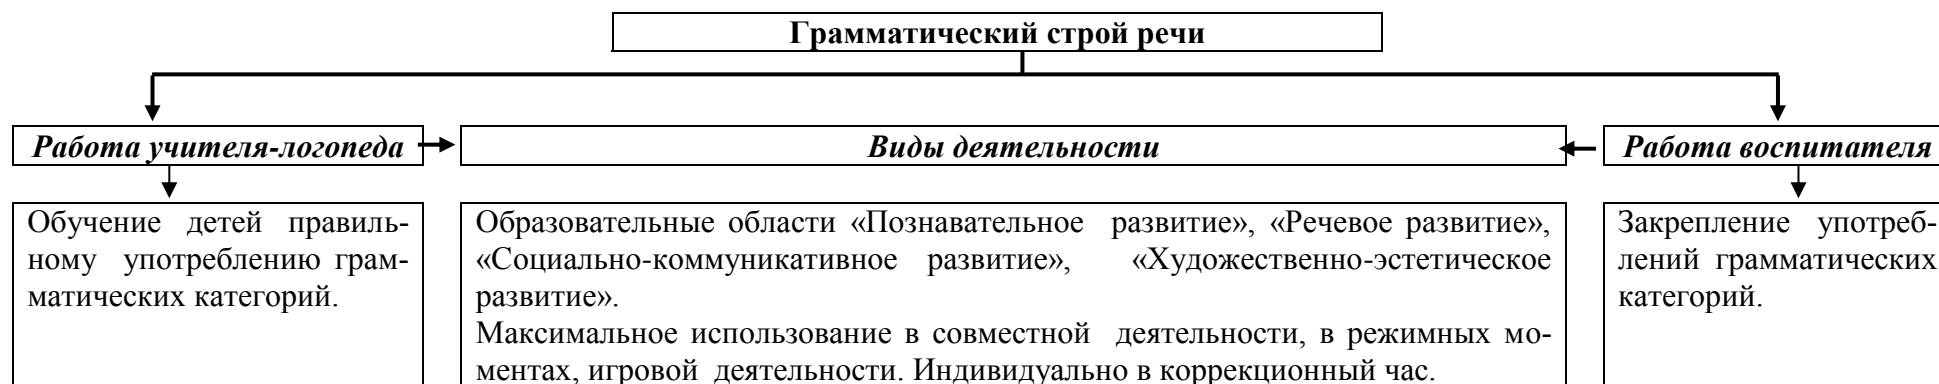 Грамматический строй речи
Работа учителя-логопеда
Виды деятельности
Работа воспитателя
Обучение детей правиль-
ному употреблению грам-
матических категорий.
Образовательные области «Познавательное развитие», «Речевое развитие»,
«Социально-коммуникативное развитие», «Художественно-эстетическое
развитие».
Максимальное использование в совместной деятельности, в режимных мо-
ментах, игровой деятельности. Индивидуально в коррекционный час.
Закрепление употреб-
лений грамматических
категорий.